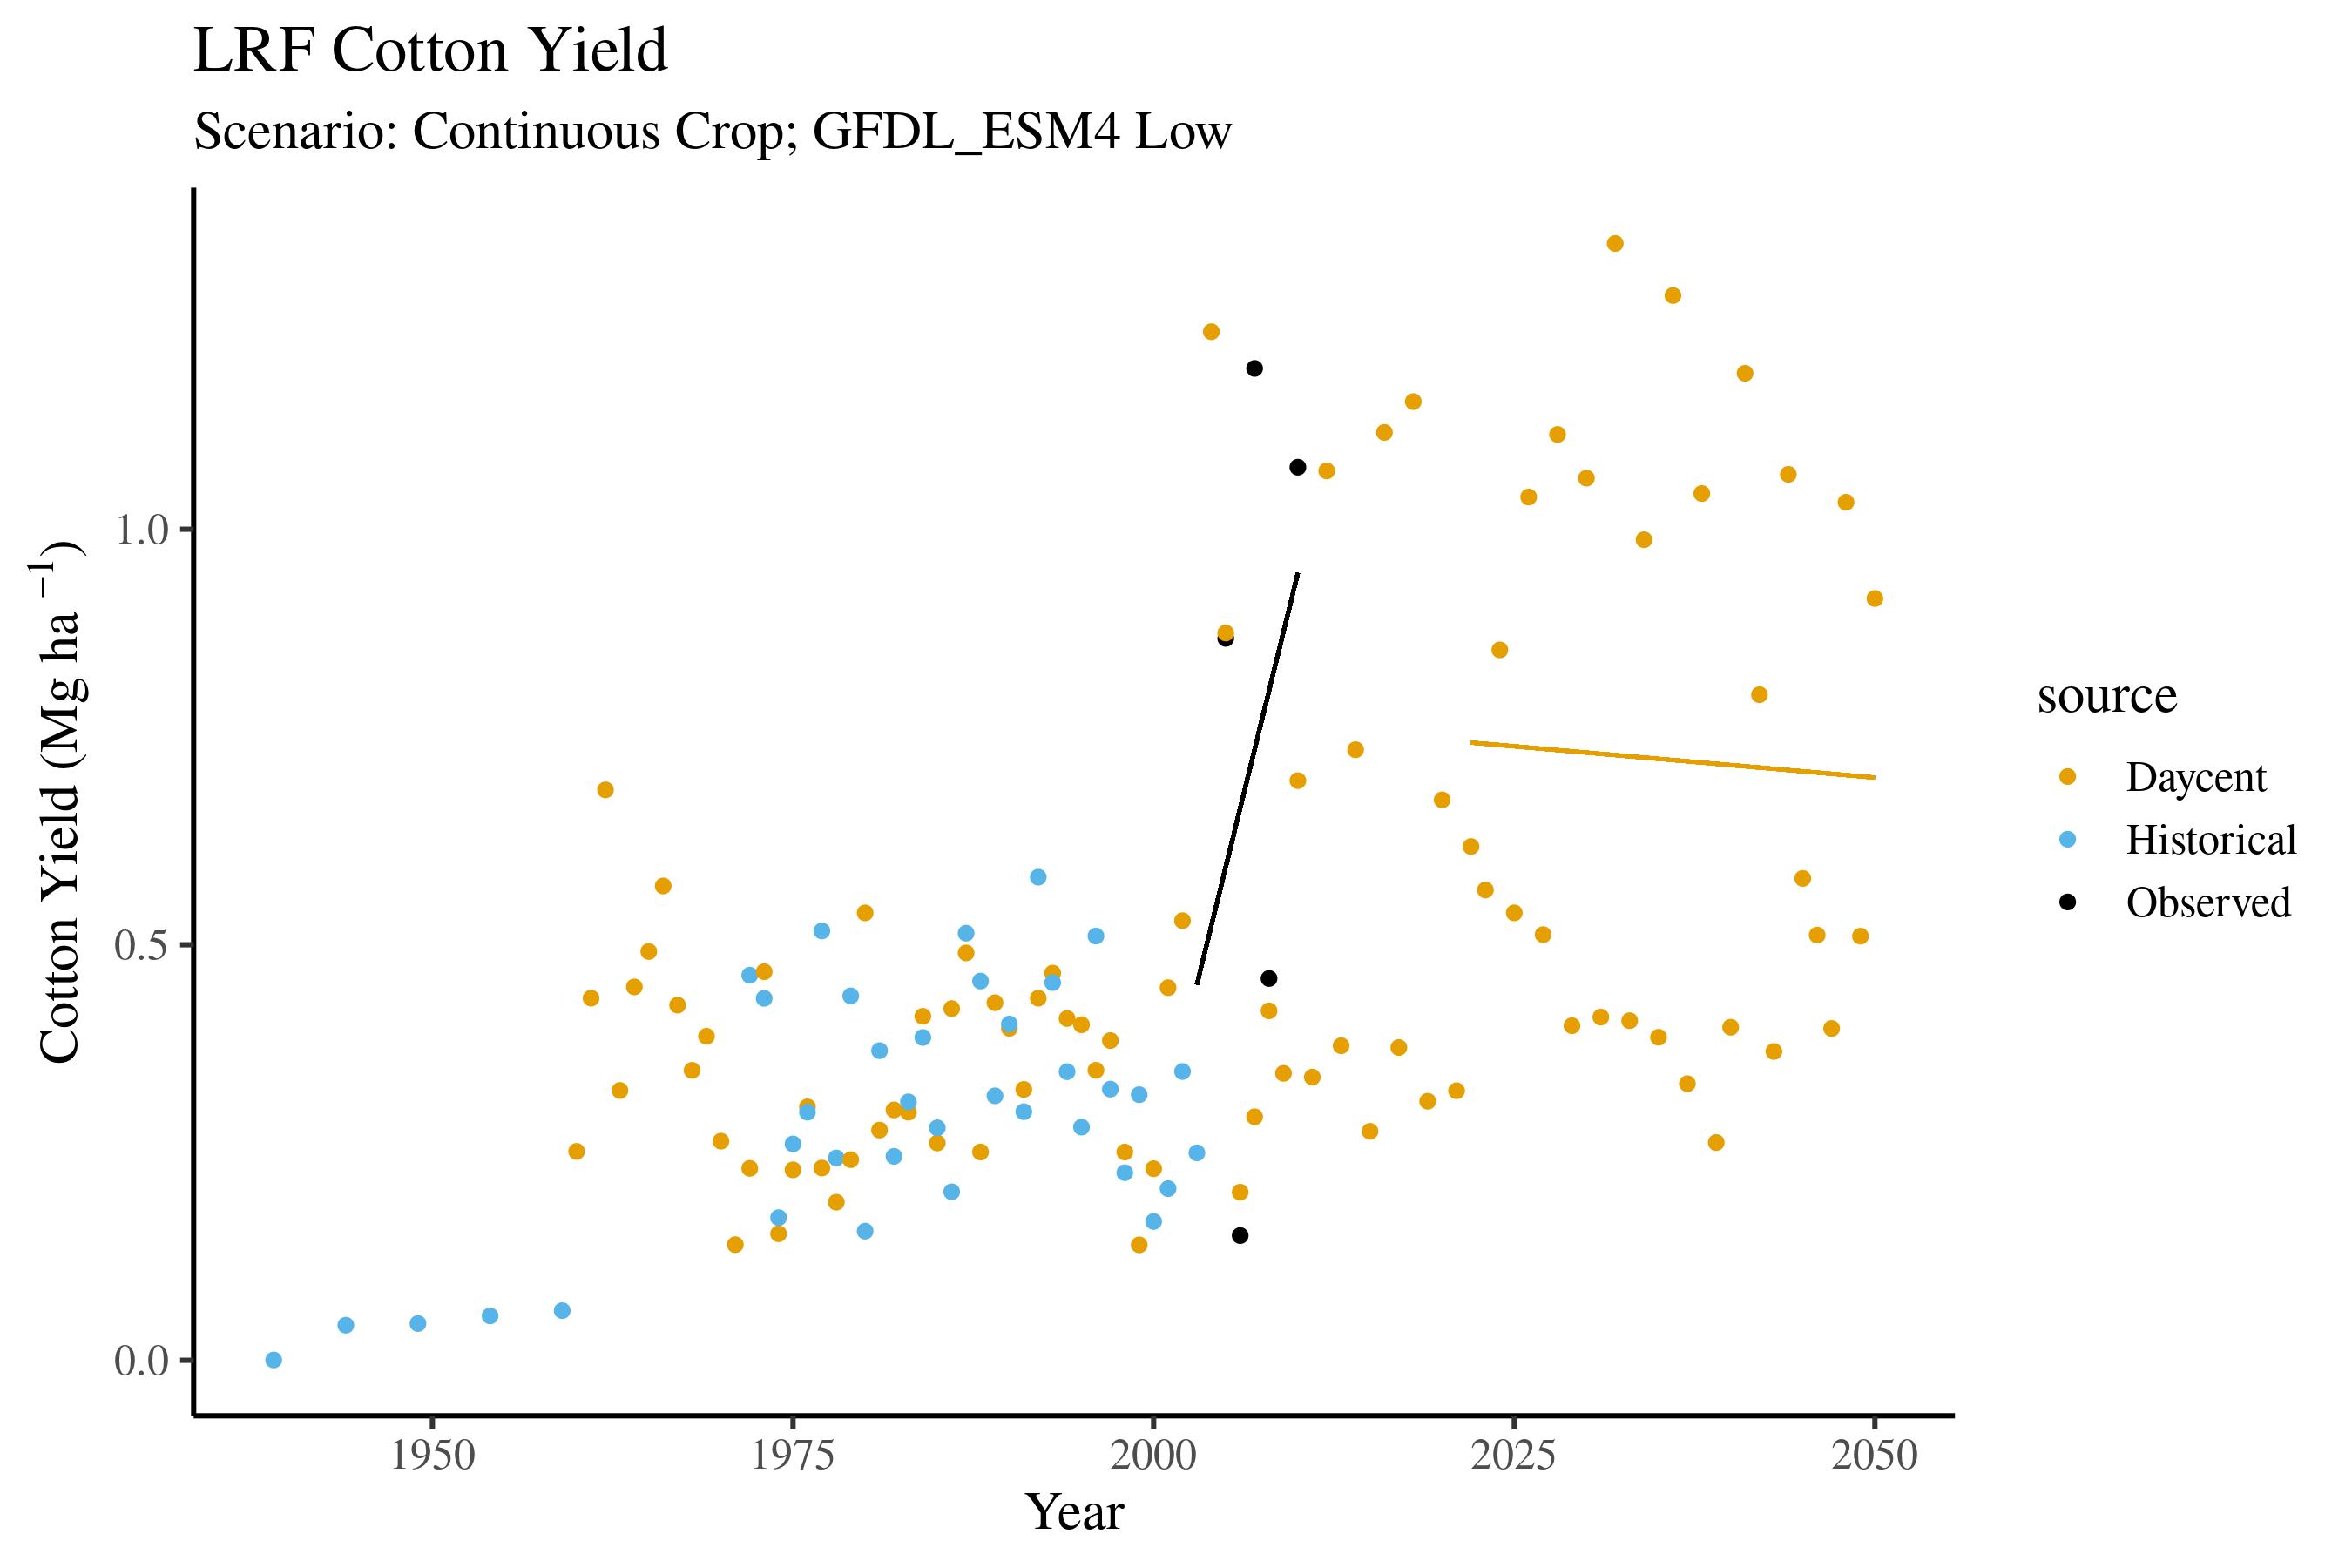 LRF Cotton Yield
Scenario: Continuous Crop; GFDL_ESM4 Low
Cotton Yield (Mg ha −1)
1.0
0.5
0.0
1950
1975
2000
2025
2050
Year
source
Daycent
Historical
Observed